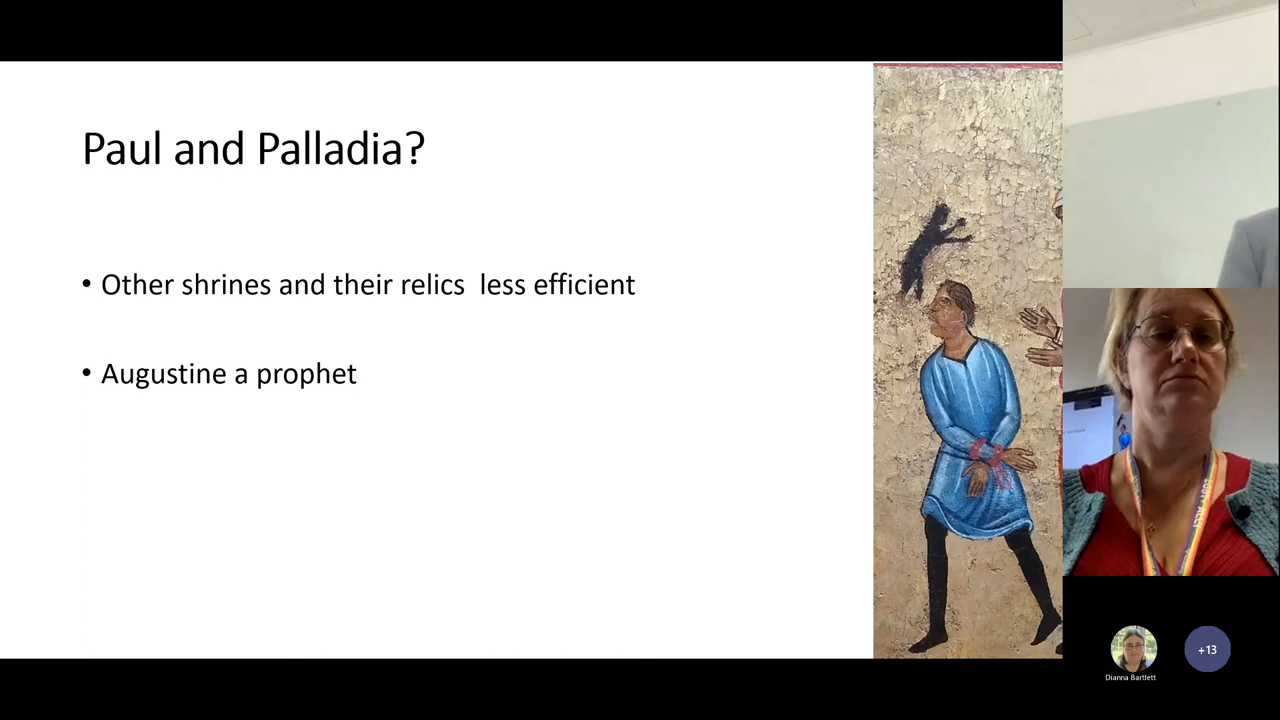 Paul and Palladia?
• Other shrines and their relics  less efficient
• Augustine a prophet
Dianna Bartlett
+13